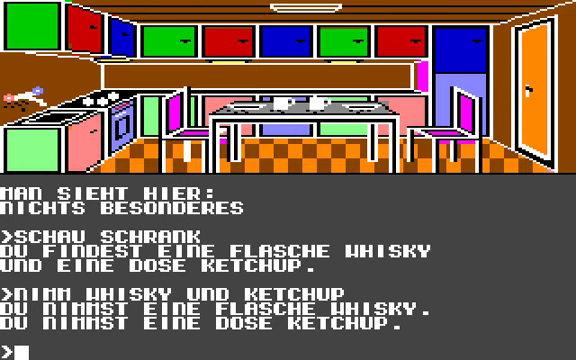 MAN SIEHT HIER:
NICHTS BESONDERES
>SCHAU SCHRANK
DU FINDEST EINE FLASCHE WHISKY
UND EINE DOSE KETCHUP.
>NIMM WHISKY UND KETCHUP
DU NIMMST EINE FLASCHE WHISKY.
DU NIMMST EINE DOSE KETCHUP.
>